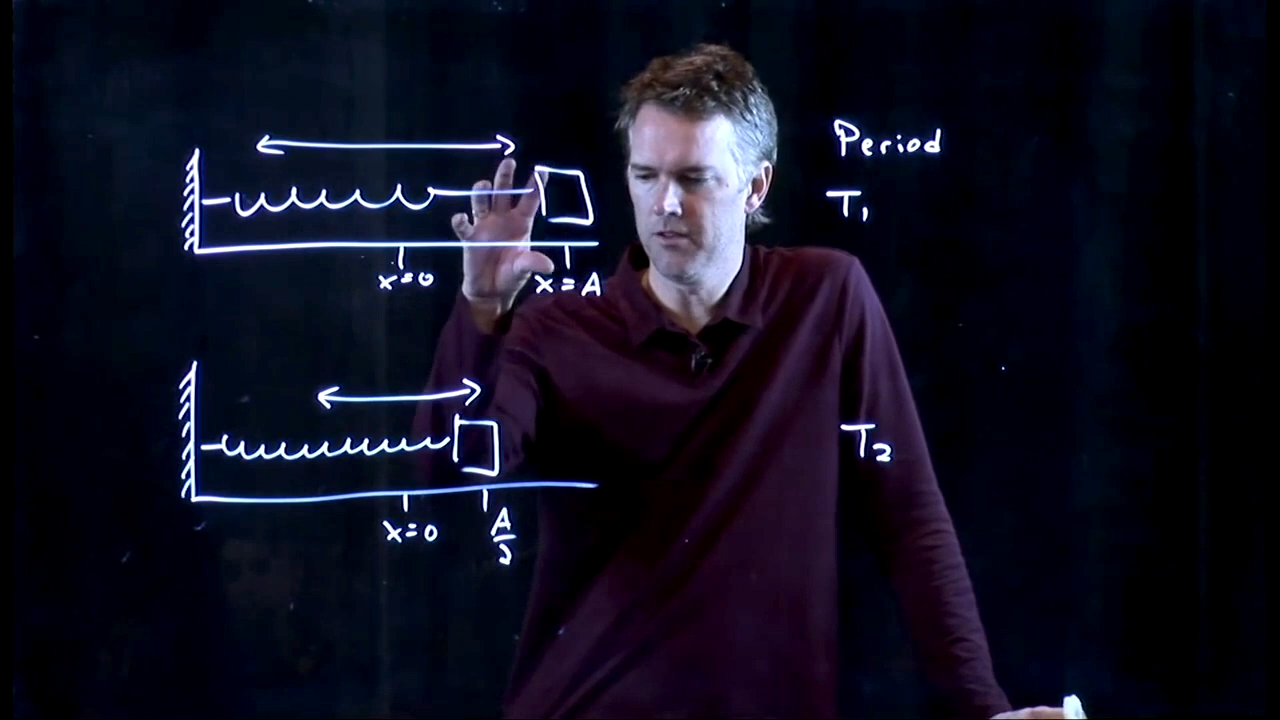 Period
T₁
x=0
x=A
T₂
x=0
A/2